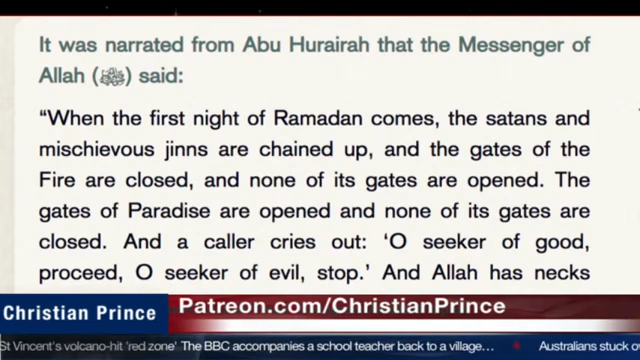 It was narrated from Abu Hurairah that the Messenger of
Allah (ﷺ) said:
“When the first night of Ramadan comes, the satans and
mischievous jinns are chained up, and the gates of the
Fire are closed, and none of its gates are opened. The
gates of Paradise are opened and none of its gates are
closed. And a caller cries out: ‘O seeker of good,
proceed, O seeker of evil, stop.’ And Allah has necks
Christian Prince
Patreon.com/ChristianPrince
St Vincent's volcano-hit 'red zone' The BBC accompanies a school teacher back to a village... Australians stuck o